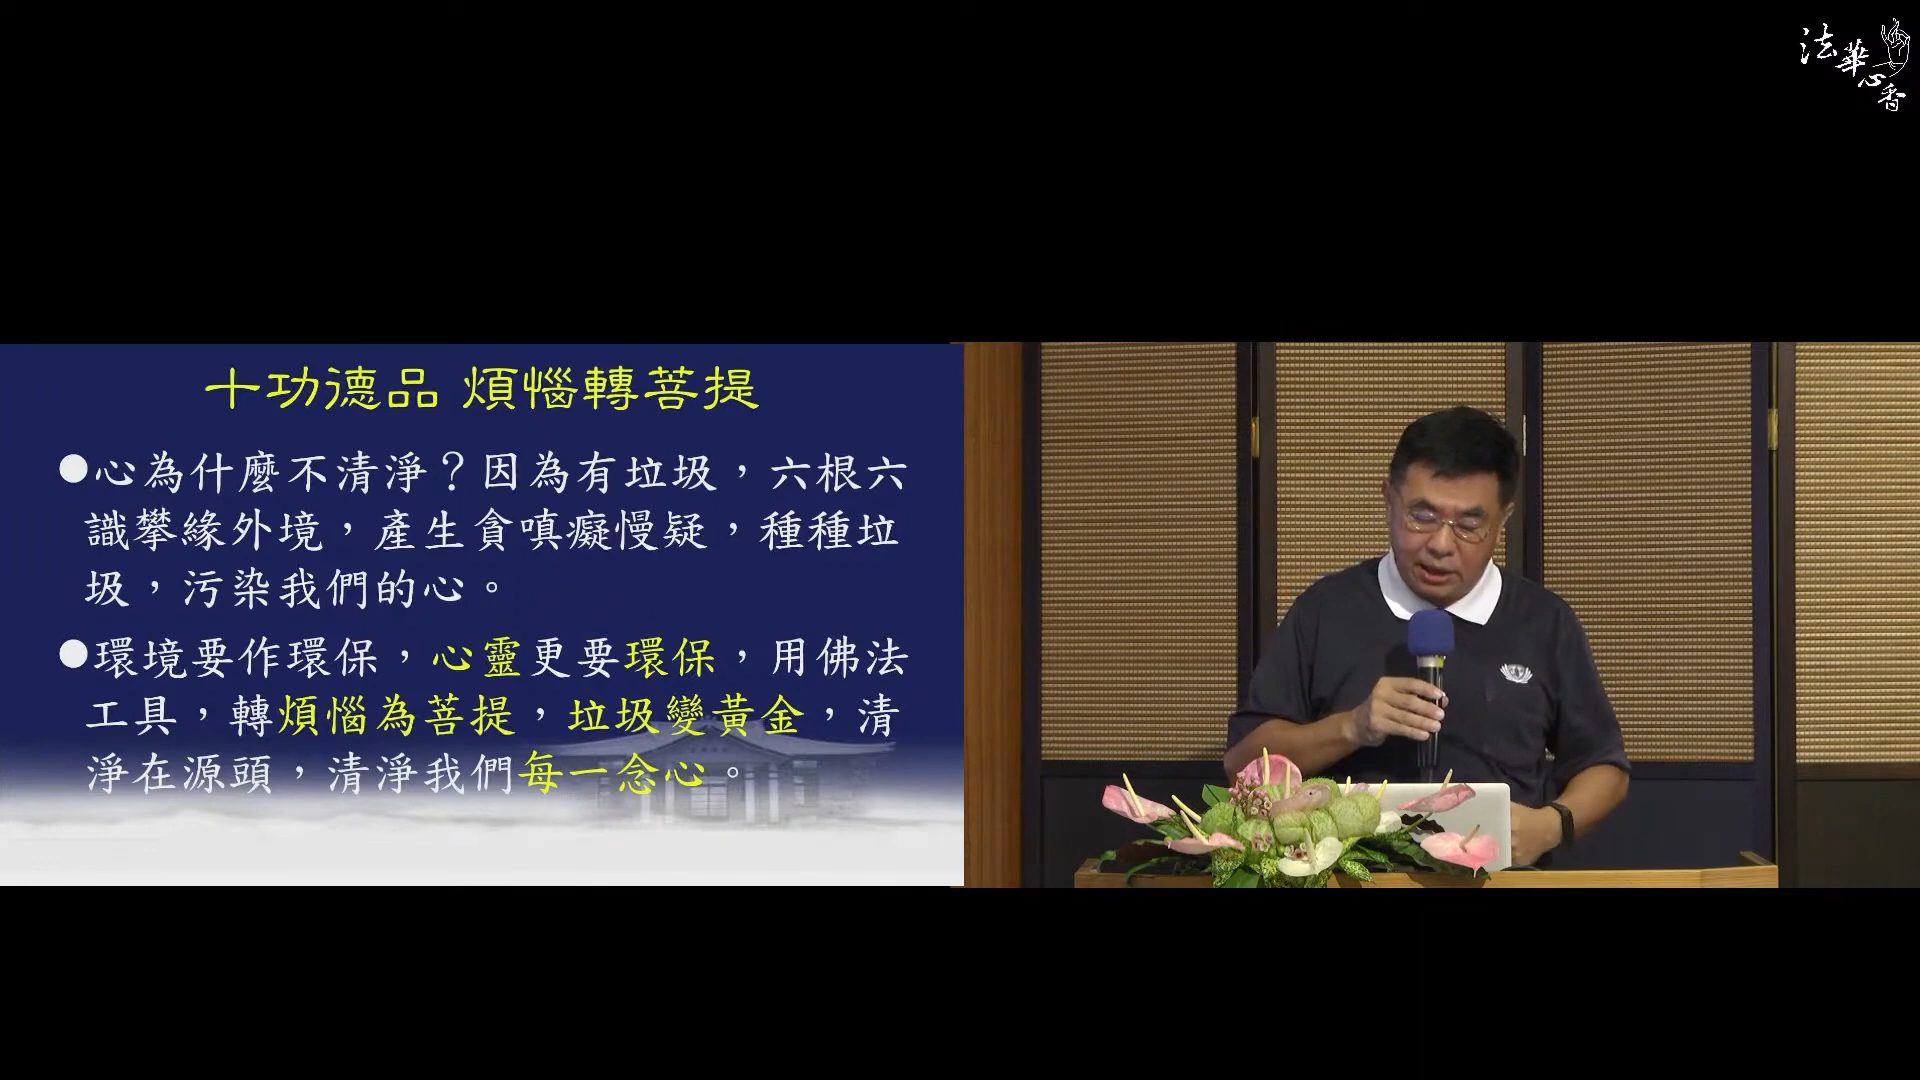 法華心香
十功德品 煩惱轉菩提
●心為什麼不清淨？因為有垃圾，六根六
識攀緣外境，產生貪嗔癡慢疑，種種垃
圾，污染我們的心。
●環境要作環保，心靈更要環保，用佛法
工具，轉煩惱為菩提，垃圾變黃金，清
淨在源頭，清淨我們每一念心。